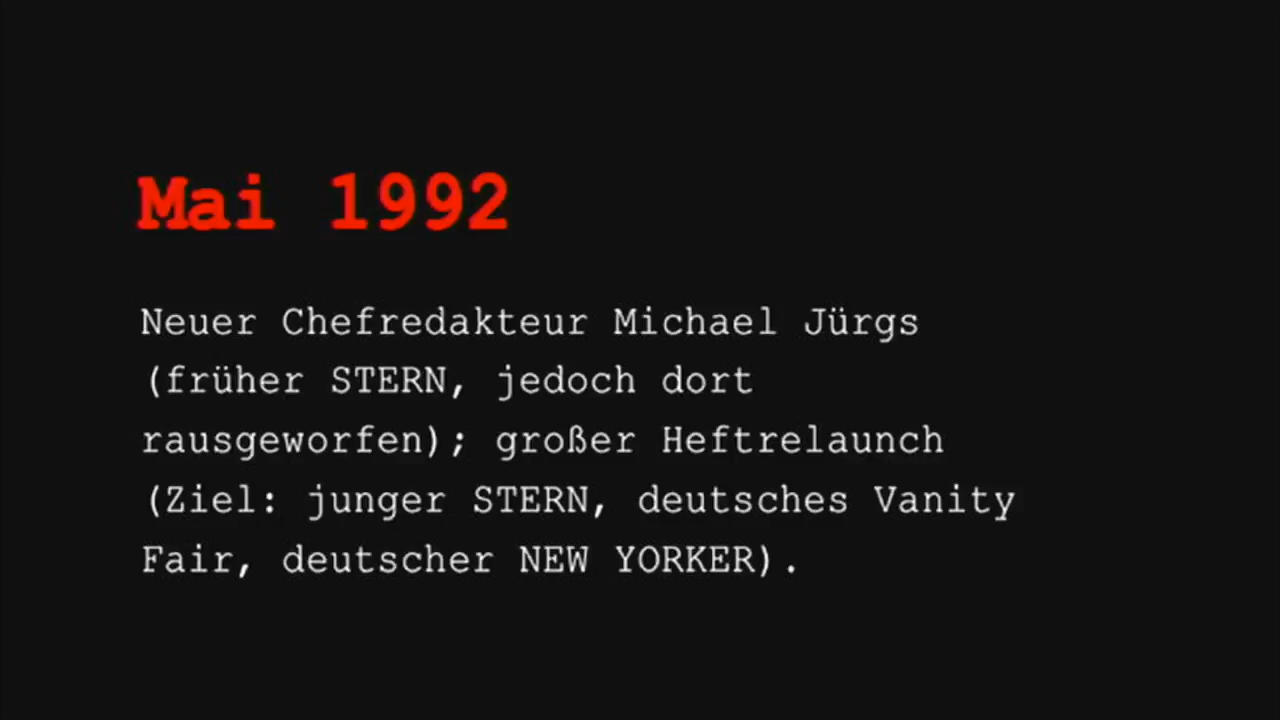 Mai 1992
Neuer Chefredakteur Michael Jürgs
(früher STERN, jedoch dort
rausgeworfen); großer Heftrelaunch
(Ziel: junger STERN, deutsches Vanity
Fair, deutscher NEW YORKER).